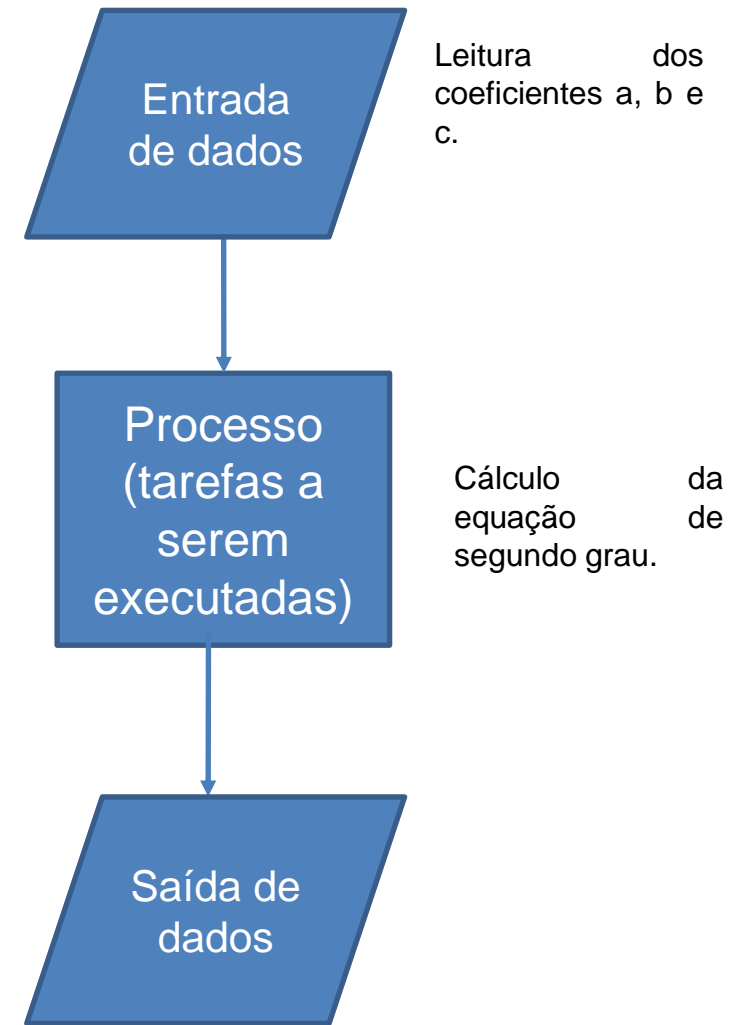 Entrada
de dados
Leitura dos
coeficientes a, b e
c.
Processo
(tarefas a
serem
executadas)
Cálculo da
equação de
segundo grau.
Saída de
dados